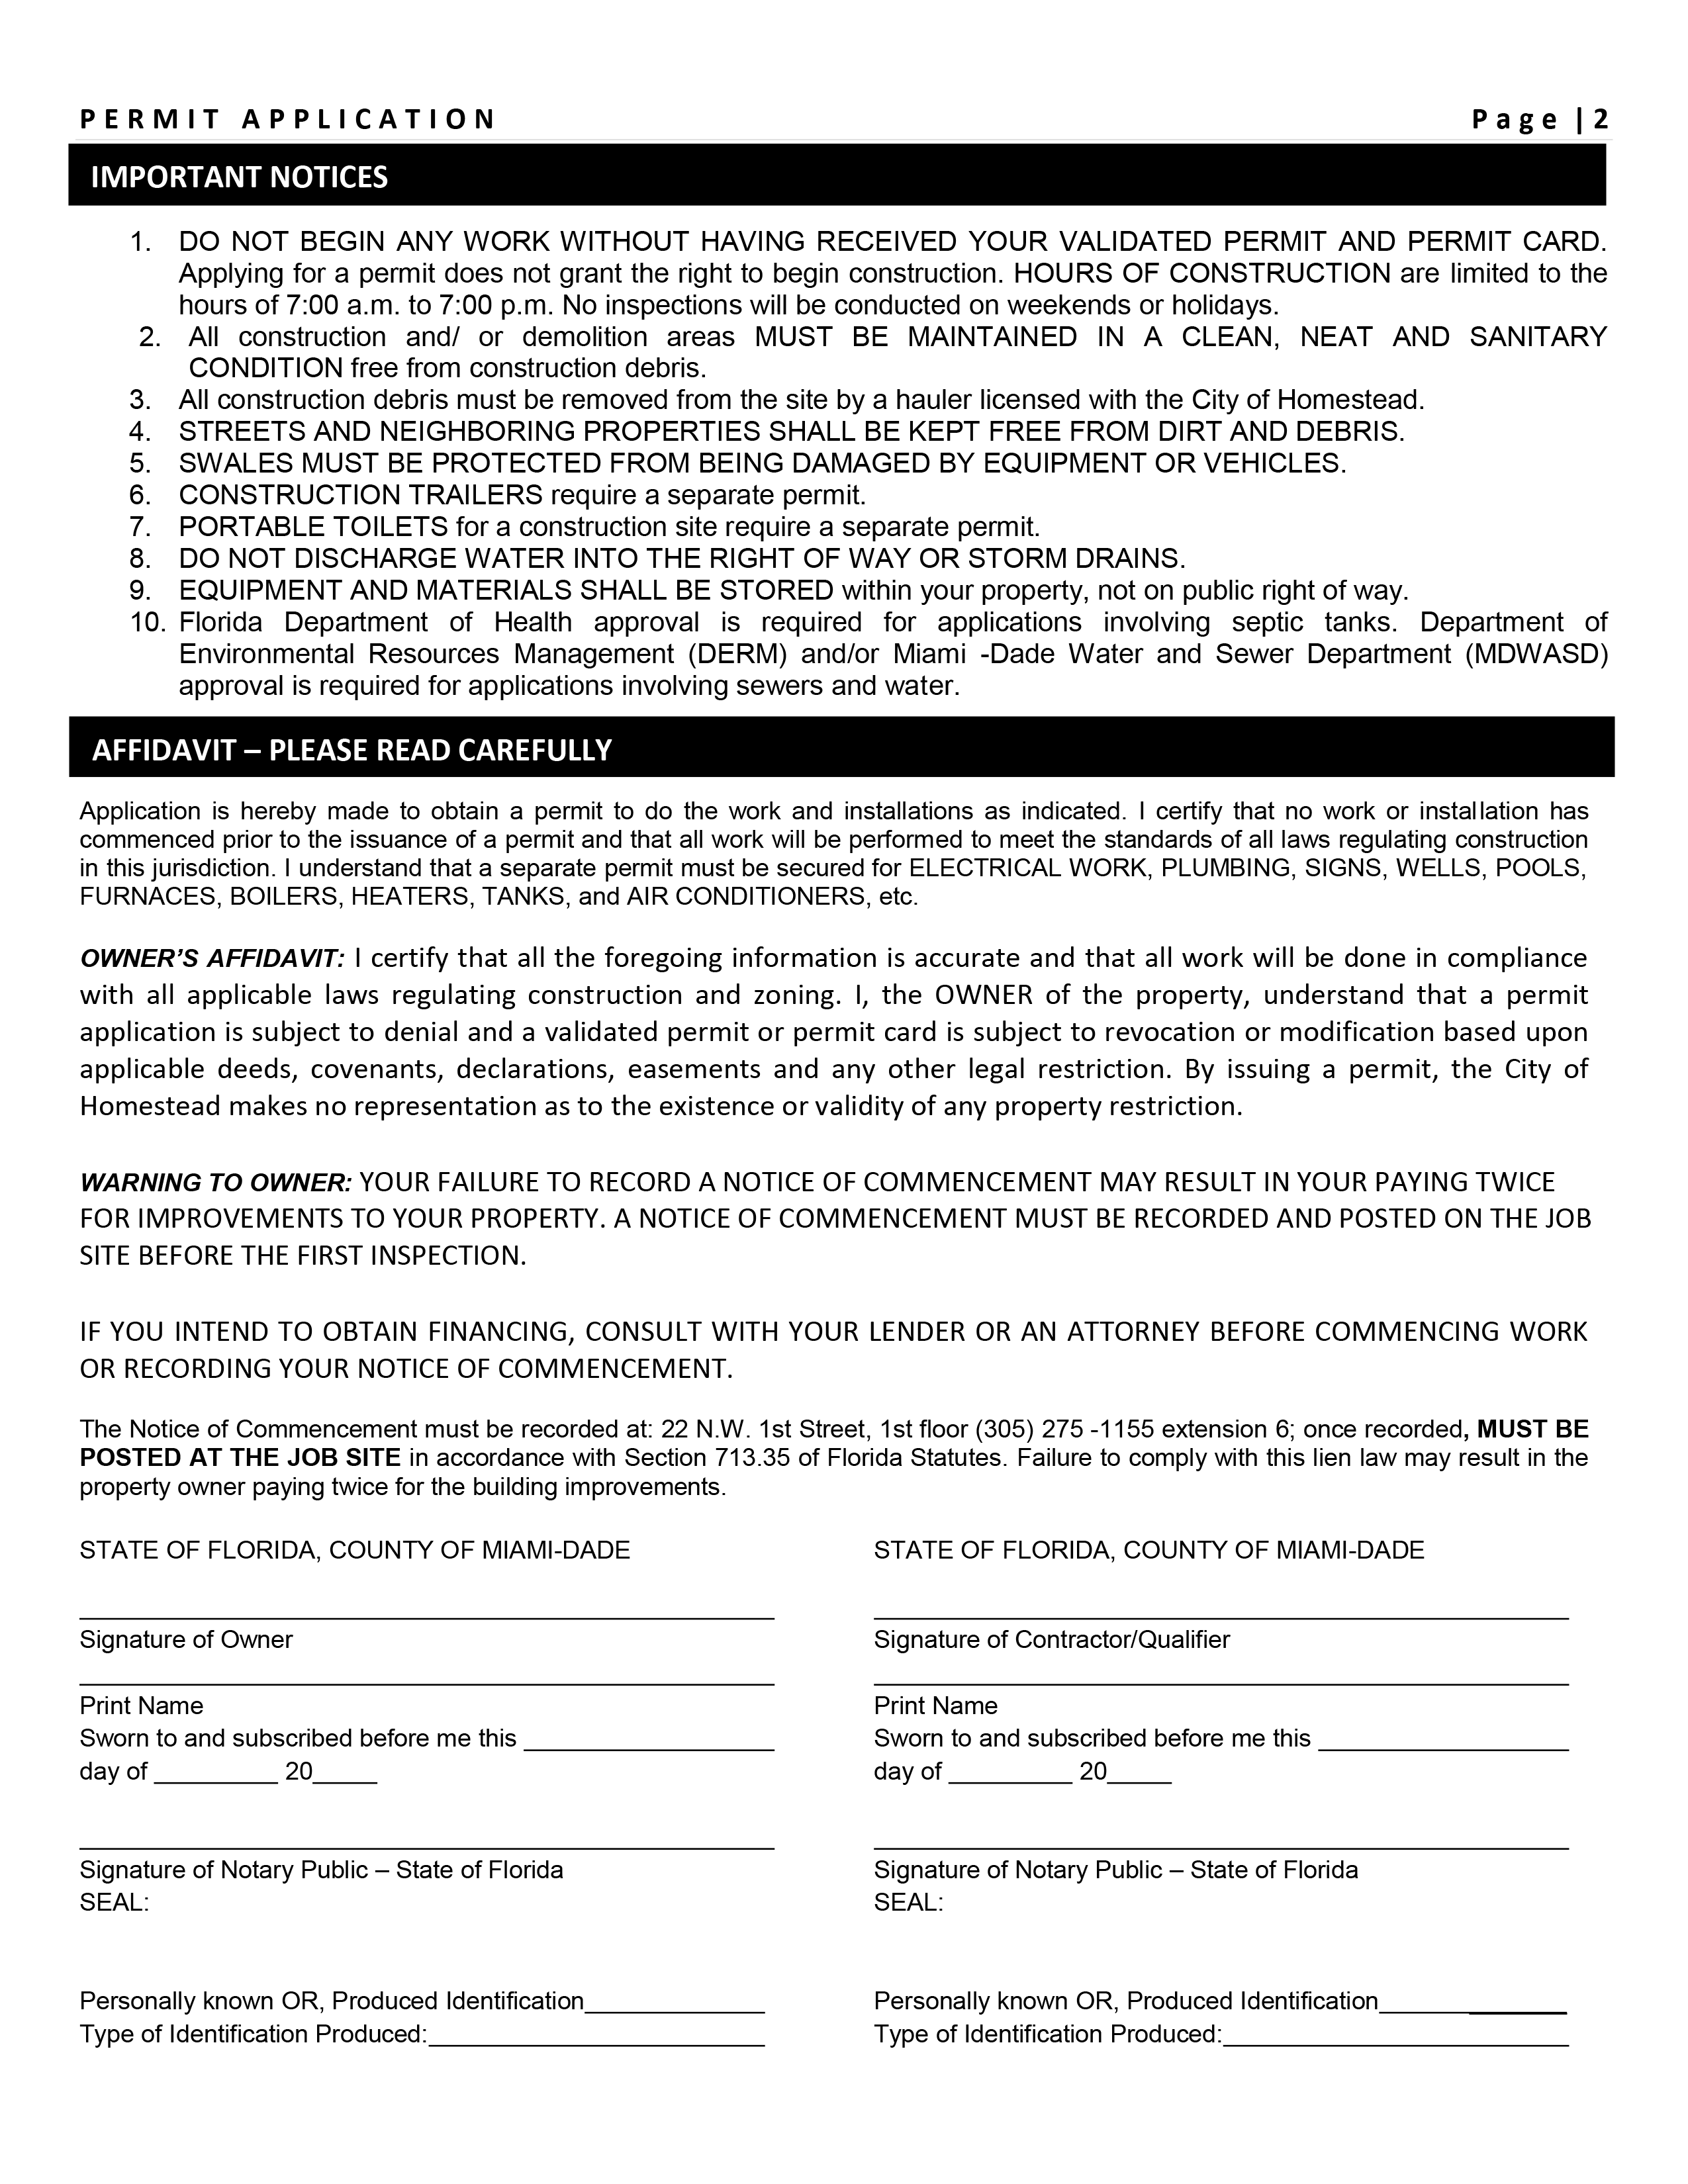 PERMIT APPLICATION Page |2
IMPORTANT NOTICES
1. DO NOT BEGIN ANY WORK WITHOUT HAVING RECEIVED YOUR VALIDATED PERMIT AND PERMIT CARD.
Applying for a permit does not grant the right to begin construction. HOURS OF CONSTRUCTION are limited to the
hours of 7:00 a.m. to 7:00 p.m. No inspections will be conducted on weekends or holidays.
2. All construction and/ or demolition areas MUST BE MAINTAINED IN A CLEAN, NEAT AND SANITARY
CONDITION free from construction debris.
3. All construction debris must be removed from the site by a hauler licensed with the City of Homestead.
4. STREETS AND NEIGHBORING PROPERTIES SHALL BE KEPT FREE FROM DIRT AND DEBRIS.
5. SWALES MUST BE PROTECTED FROM BEING DAMAGED BY EQUIPMENT OR VEHICLES.
6. CONSTRUCTION TRAILERS require a separate permit.
7. PORTABLE TOILETS for a construction site require a separate permit.
8. DO NOT DISCHARGE WATER INTO THE RIGHT OF WAY OR STORM DRAINS.
9. EQUIPMENT AND MATERIALS SHALL BE STORED within your property, not on public right of way.
10. Florida Department of Health approval is required for applications involving septic tanks. Department of
Environmental Resources Management (DERM) and/or Miami -Dade Water and Sewer Department (MDWASD)
approval is required for applications involving sewers and water.
AFFIDAVIT – PLEASE READ CAREFULLY
Application is hereby made to obtain a permit to do the work and installations as indicated. I certify that no work or installation has
commenced prior to the issuance of a permit and that all work will be performed to meet the standards of all laws regulating construction
in this jurisdiction. I understand that a separate permit must be secured for ELECTRICAL WORK, PLUMBING, SIGNS, WELLS, POOLS,
FURNACES, BOILERS, HEATERS, TANKS, and AIR CONDITIONERS, etc.
OWNER'S AFFIDAVIT: I certify that all the foregoing information is accurate and that all work will be done in compliance
with all applicable laws regulating construction and zoning. I, the OWNER of the property, understand that a permit
application is subject to denial and a validated permit or permit card is subject to revocation or modification based upon
applicable deeds, covenants, declarations, easements and any other legal restriction. By issuing a permit, the City of
Homestead makes no representation as to the existence or validity of any property restriction.
WARNING TO OWNER: YOUR FAILURE TO RECORD A NOTICE OF COMMENCEMENT MAY RESULT IN YOUR PAYING TWICE
FOR IMPROVEMENTS TO YOUR PROPERTY. A NOTICE OF COMMENCEMENT MUST BE RECORDED AND POSTED ON THE JOB
SITE BEFORE THE FIRST INSPECTION.
IF YOU INTEND TO OBTAIN FINANCING, CONSULT WITH YOUR LENDER OR AN ATTORNEY BEFORE COMMENCING WORK
OR RECORDING YOUR NOTICE OF COMMENCEMENT.
The Notice of Commencement must be recorded at: 22 N.W. 1st Street, 1st floor (305) 275 -1155 extension 6; once recorded, MUST BE
POSTED AT THE JOB SITE in accordance with Section 713.35 of Florida Statutes. Failure to comply with this lien law may result in the
property owner paying twice for the building improvements.
STATE OF FLORIDA, COUNTY OF MIAMI-DADE
Signature of Owner
Print Name
Sworn to and subscribed before me this ____________
day of _________ 20_____
Signature of Notary Public – State of Florida
SEAL:
Personally known OR, Produced Identification_____________
Type of Identification Produced:________________________
STATE OF FLORIDA, COUNTY OF MIAMI-DADE
Signature of Contractor/Qualifier
Print Name
Sworn to and subscribed before me this ____________
day of _________ 20_____
Signature of Notary Public – State of Florida
SEAL:
Personally known OR, Produced Identification_____________
Type of Identification Produced:________________________